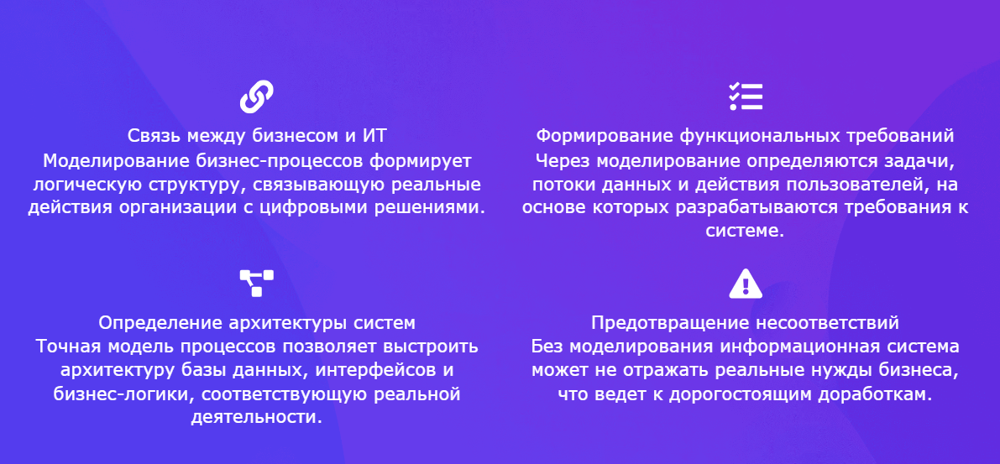 Связь между бизнесом и ИТ
Моделирование бизнес-процессов формирует
логическую структуру, связывающую реальные
действия организации с цифровыми решениями.
Формирование функциональных требований
Через моделирование определяются задачи,
потоки данных и действия пользователей, на
основе которых разрабатываются требования к
системе.
Определение архитектуры систем
Точная модель процессов позволяет выстроить
архитектуру базы данных, интерфейсов и
бизнес-логики, соответствующую реальной
деятельности.
Предотвращение несоответствий
Без моделирования информационная система
может не отражать реальные нужды бизнеса,
что ведет к дорогостоящим доработкам.